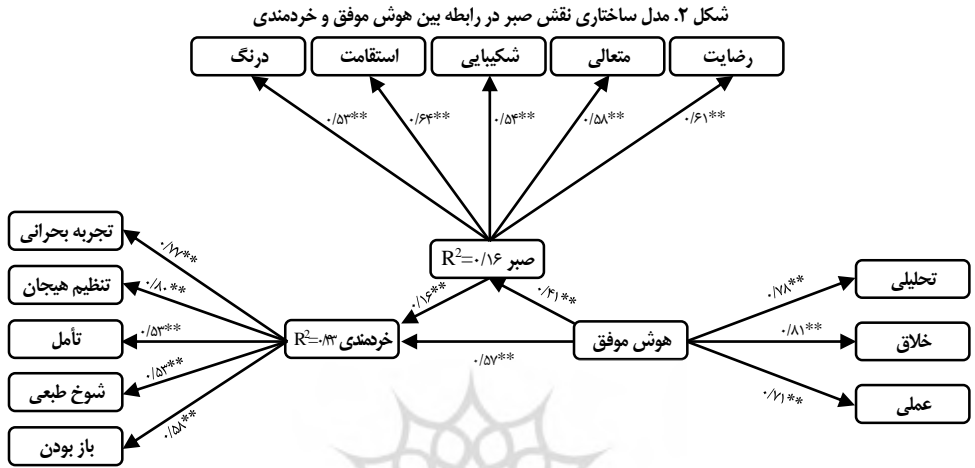 شکل ۲. مدل ساختاری نقش صبر در رابطه بین هوش موفق و خردمندی
رضایت
متعالی
شکیبایی
استقامت
درنگ
۰/۶۱**
۰/۵۸**
۰/۵۴**
۰/۶۴**
۰/۵۳**
صبر R²=۰/۱۶
۰/۴۱**
۰/۱۶**
تحلیلی
خلاق
عملی
۰/۷۸**
۰/۸۱**
۰/۷۱**
هوش موفق
۰/۵۷**
خردمندی R²=۰/۴۳
۰/۷۷**
۰/۸۰**
۰/۵۳**
۰/۵۳**
۰/۵۸**
تجربه بحرانی
تنظیم هیجان
تأمل
شوخ طبعی
باز بودن